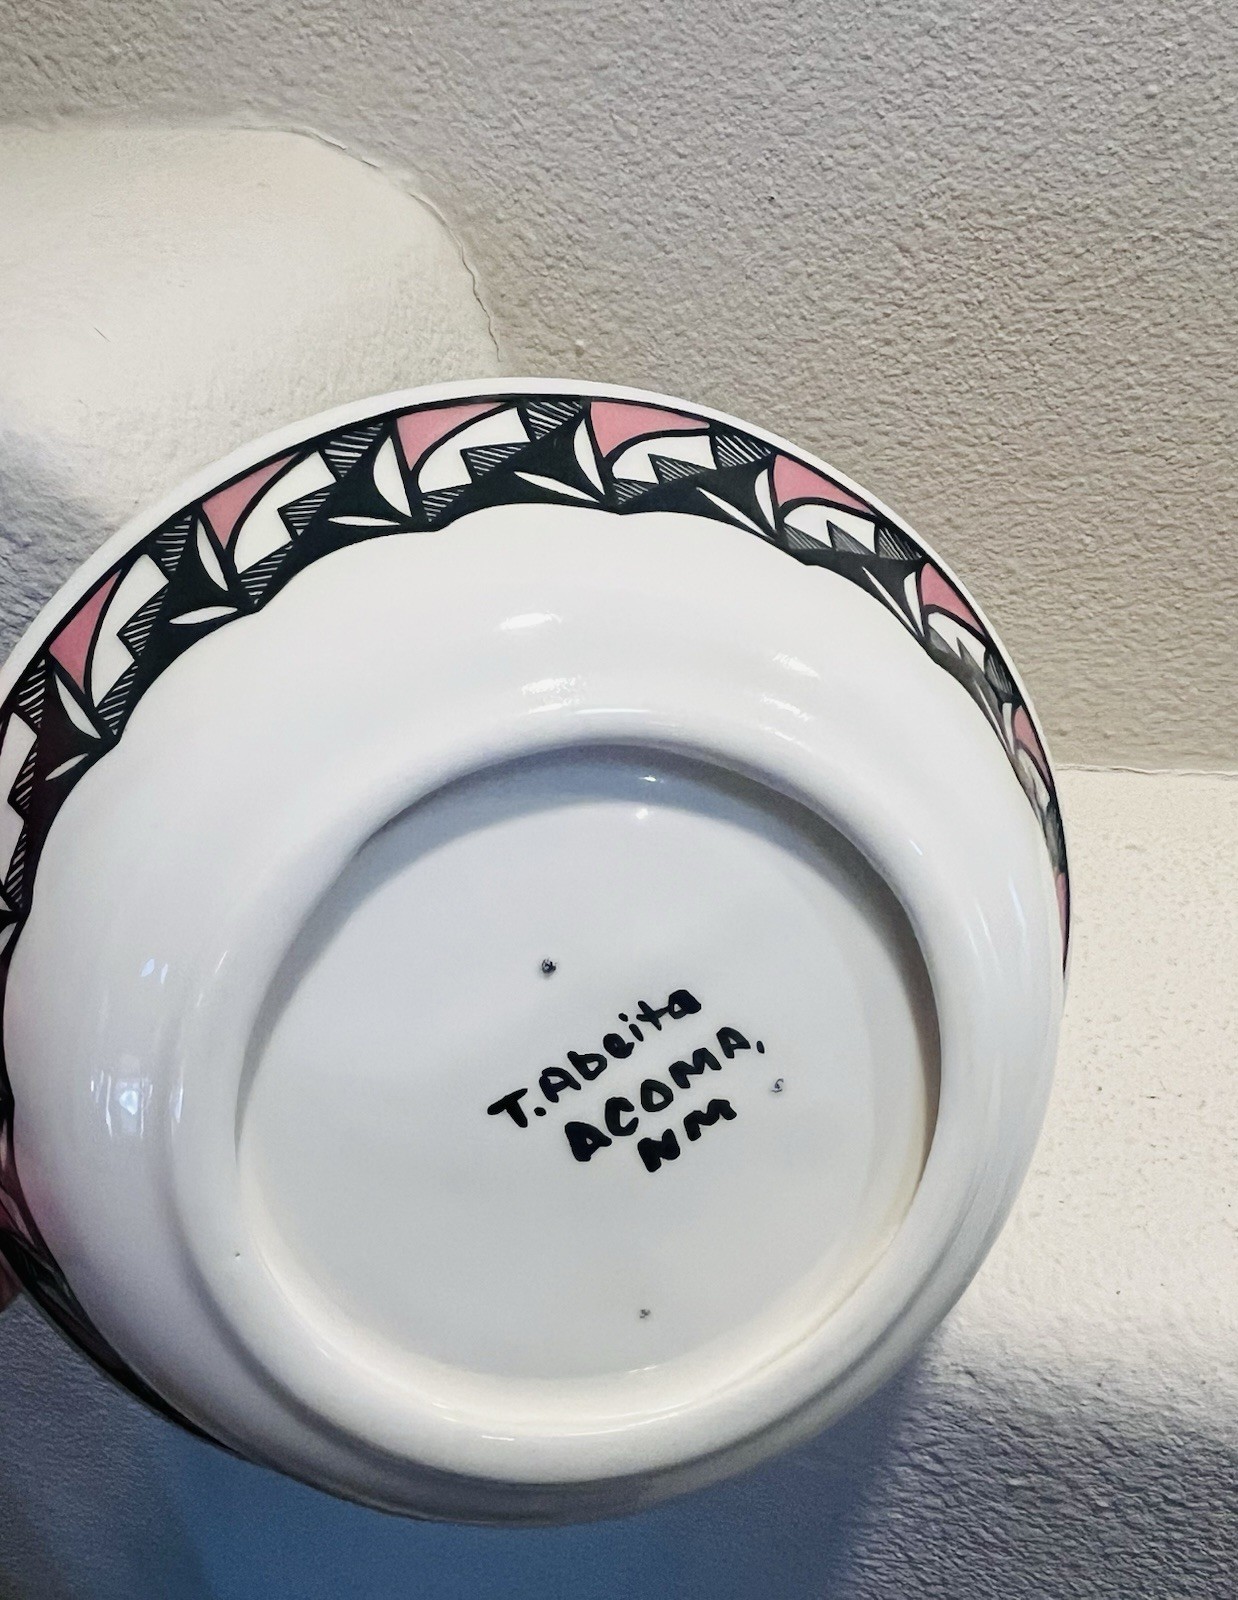 T. Abeita
ACOMA,
NM